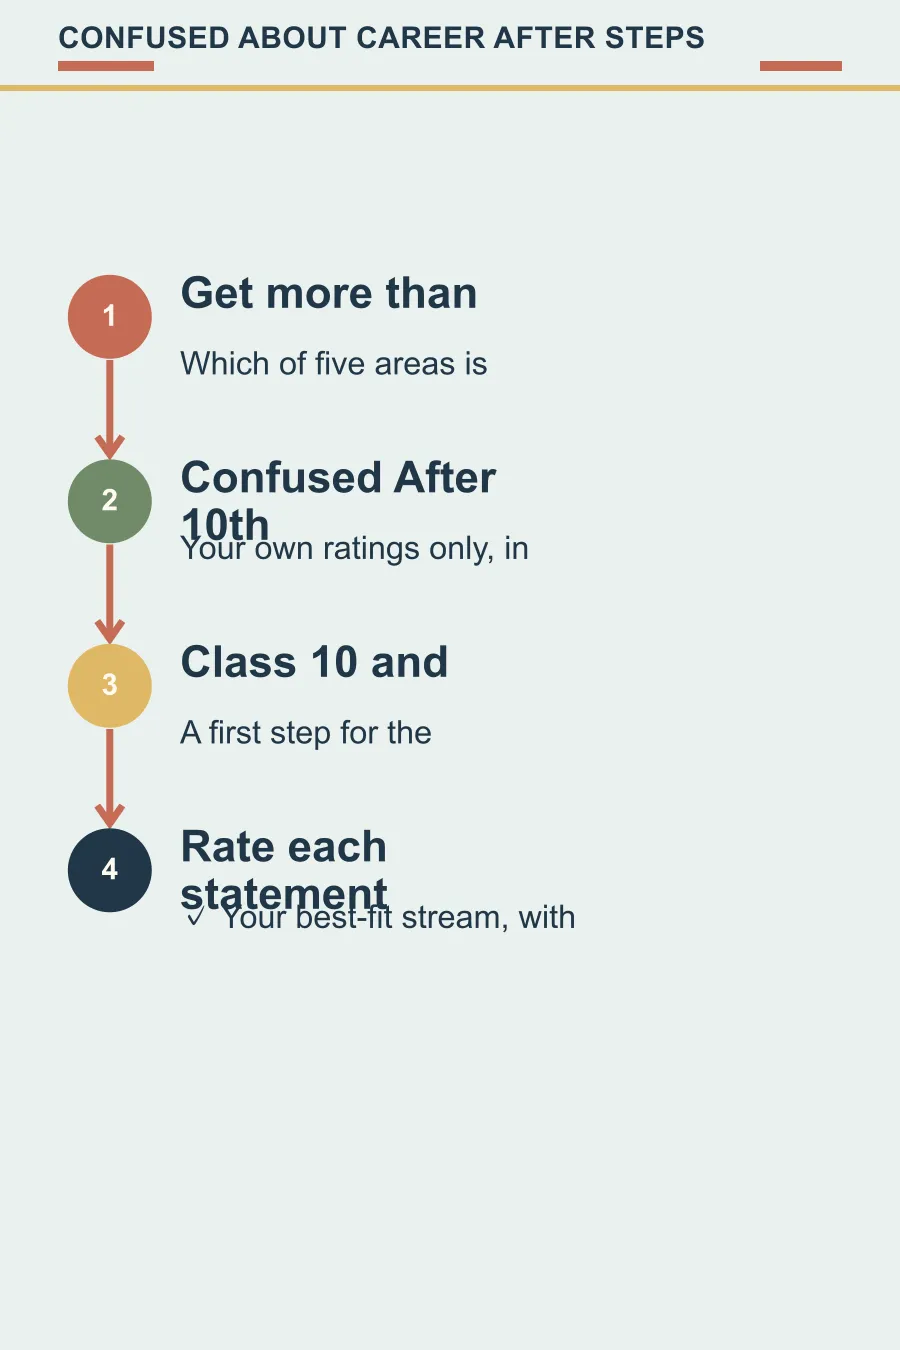 CONFUSED ABOUT CAREER AFTER STEPS
1
Get more than
Which of five areas is
2
Confused After
10th
Your own ratings only, in
3
Class 10 and
A first step for the
4
Rate each
statement
✓ Your best-fit stream, with